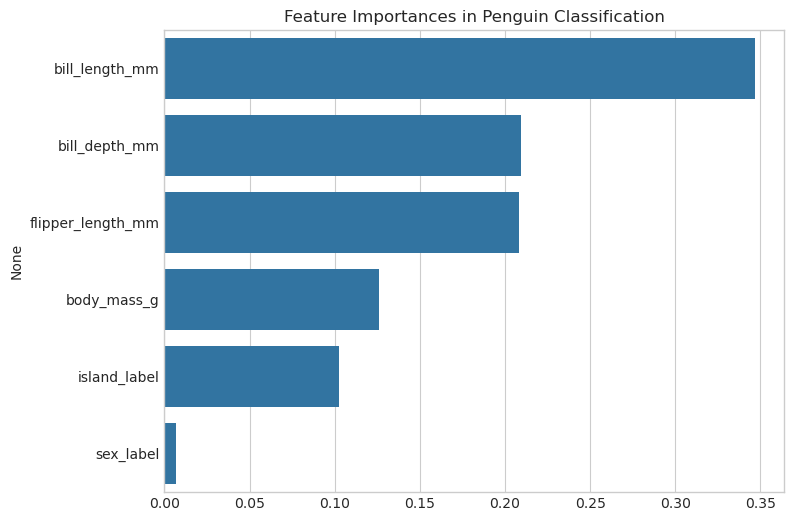 Feature Importances in Penguin Classification
bill_length_mm
bill_depth_mm
flipper_length_mm
None
body_mass_g
island_label
sex_label
0.00 0.05 0.10 0.15 0.20 0.25 0.30 0.35